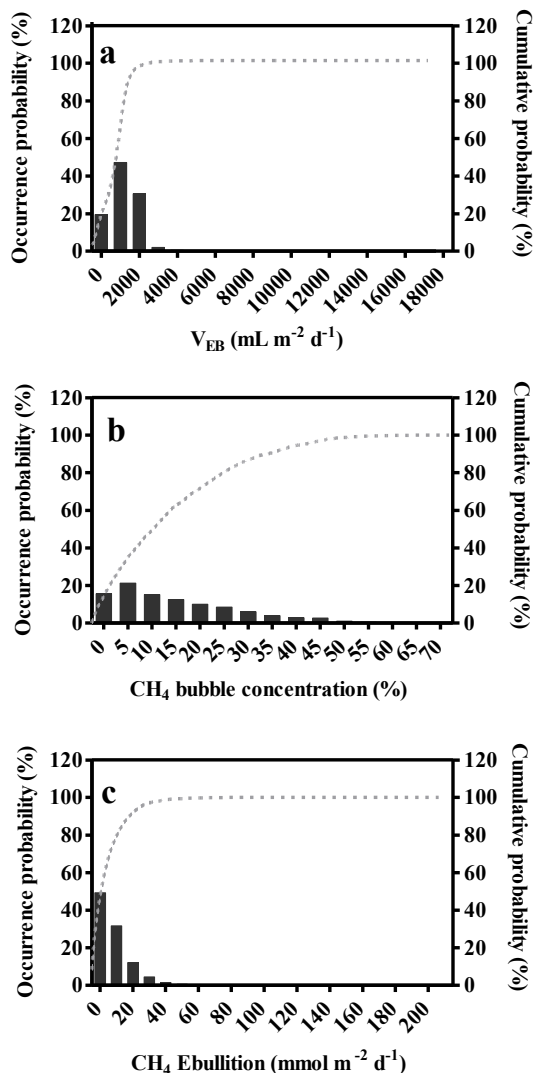 a
Occurrence probability (%)
120
100
80
60
40
20
0
Cumulative probability (%)
120
100
80
60
40
20
0
0 2000 4000 6000 8000 10000 12000 14000 16000 18000
V_EB (mL m⁻² d⁻¹)
b
Occurrence probability (%)
120
100
80
60
40
20
0
Cumulative probability (%)
120
100
80
60
40
20
0
0 5 10 15 20 25 30 35 40 45 50 55 60 65 70
CH₄ bubble concentration (%)
c
Occurrence probability (%)
120
100
80
60
40
20
0
Cumulative probability (%)
120
100
80
60
40
20
0
0 20 40 60 80 100 120 140 160 180 200
CH₄ Ebullition (mmol m⁻² d⁻¹)